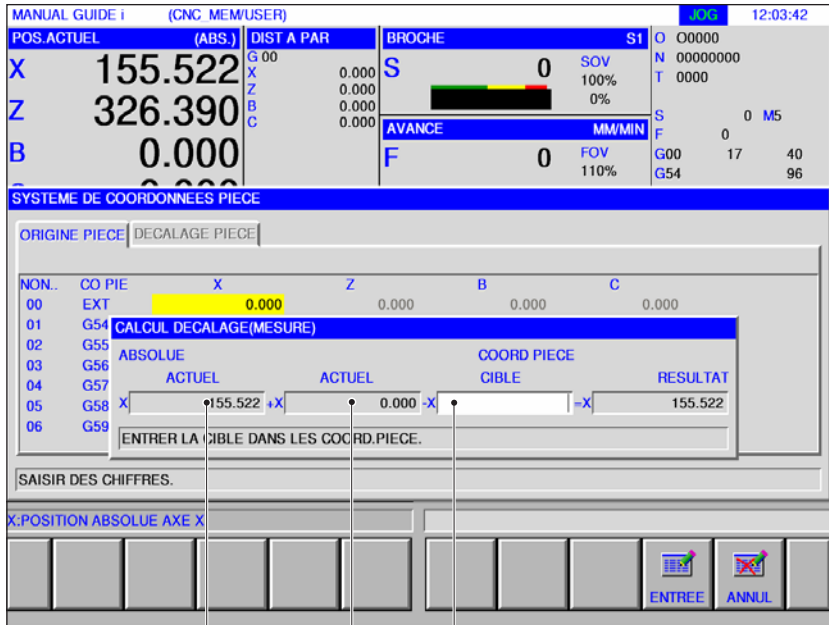 MANUAL GUIDE i (CNC_MEM/USER) JOG 12:03:42
POS.ACTUEL (ABS.) DIST A PAR BROCHE S1 O O0000
G 00 N 00000000
X 155.522 X 0.000 S 0 SOV 100% T 0000
Z 0.000 0%
Z 326.390 B 0.000 S 0 M5
C 0.000 AVANCE MM/MIN F 0
B 0.000 F 0 FOV 110% G00 17 40
G54 96
SYSTEME DE COORDONNEES PIECE
ORIGINE PIECE DECALAGE PIECE
NON.. CO PIE X Z B C
00 EXT 0.000 0.000 0.000 0.000
01 G54
02 G55
03 G56
04 G57
05 G58
06 G59
CALCUL DECALAGE(MESURE)
ABSOLUE COORD PIECE
ACTUEL ACTUEL CIBLE RESULTAT
X 155.522 +X 0.000 -X =X 155.522
ENTRER LA CIBLE DANS LES COORD.PIECE.
SAISIR DES CHIFFRES.
X:POSITION ABSOLUE AXE X
ENTREE ANNUL